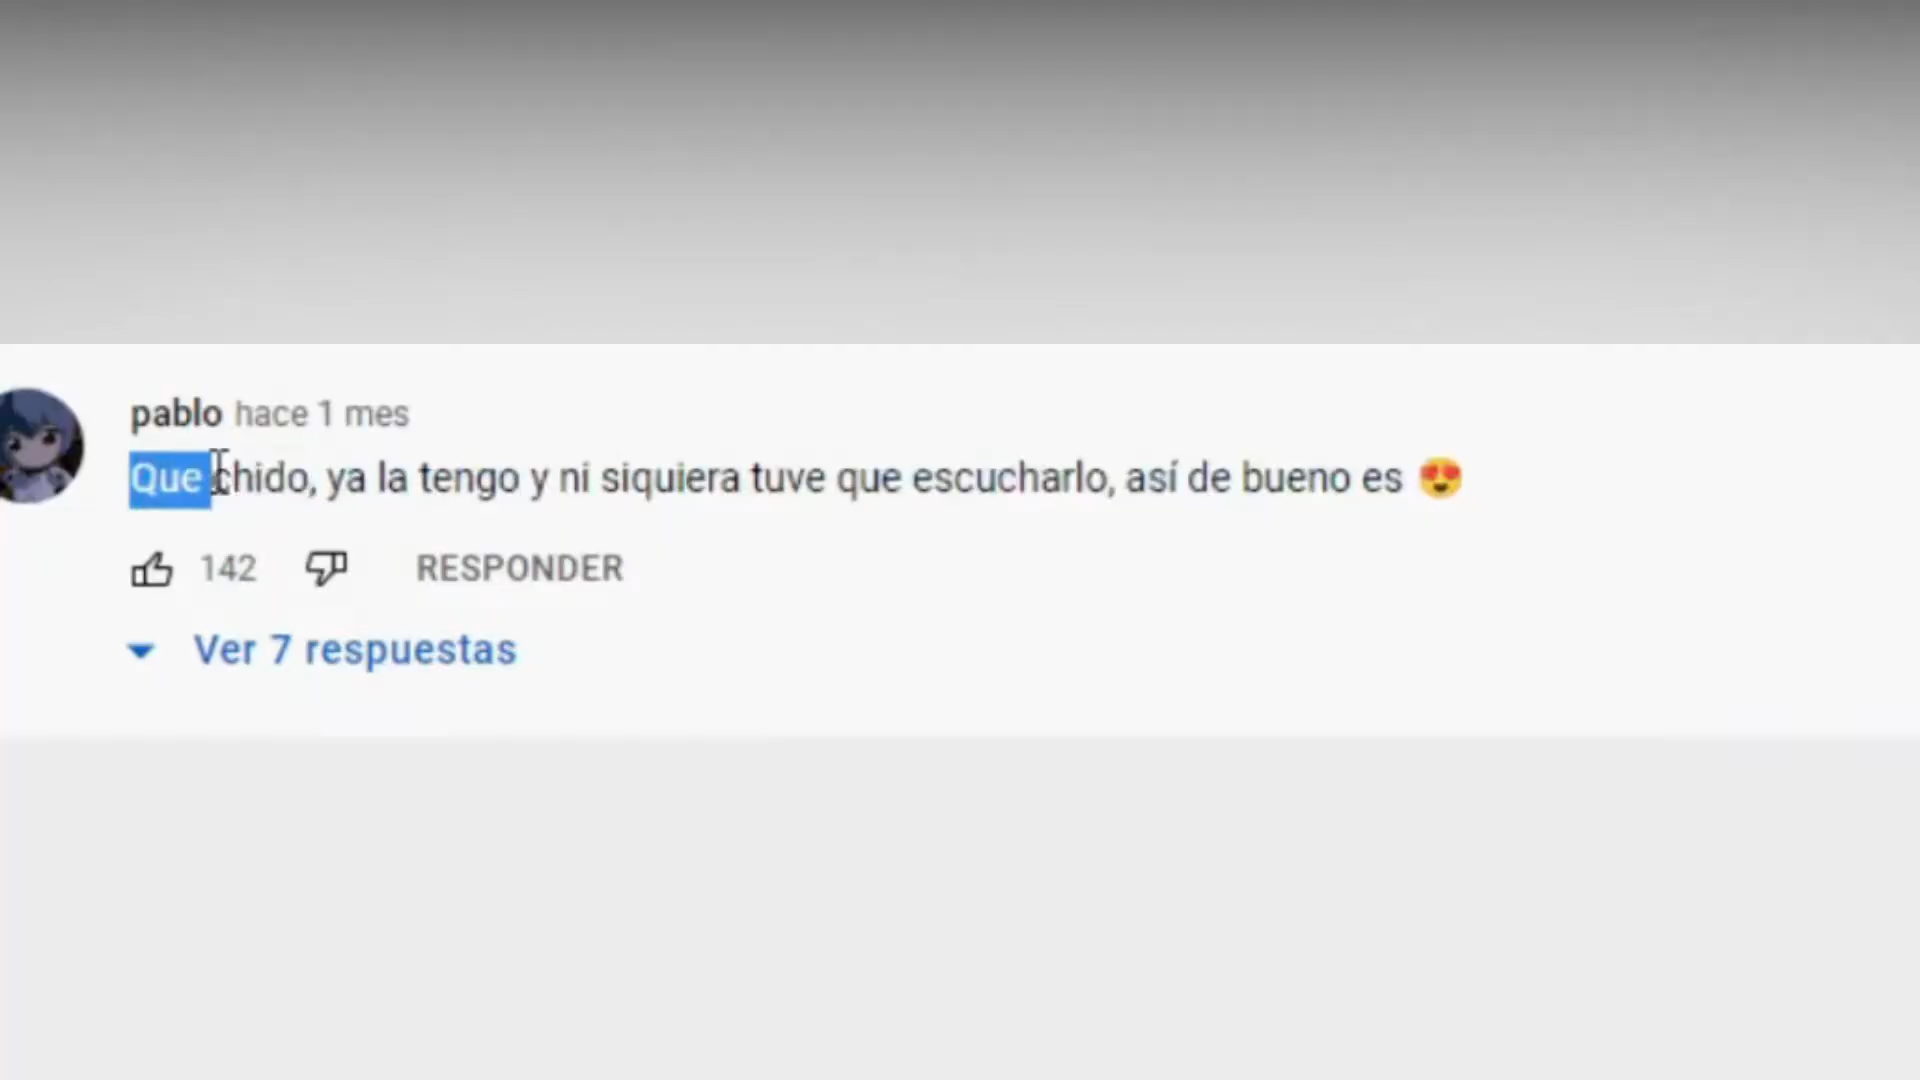 pablo hace 1 mes
Que chido, ya la tengo y ni siquiera tuve que escucharlo, así de bueno es 😍
142 RESPONDER
Ver 7 respuestas